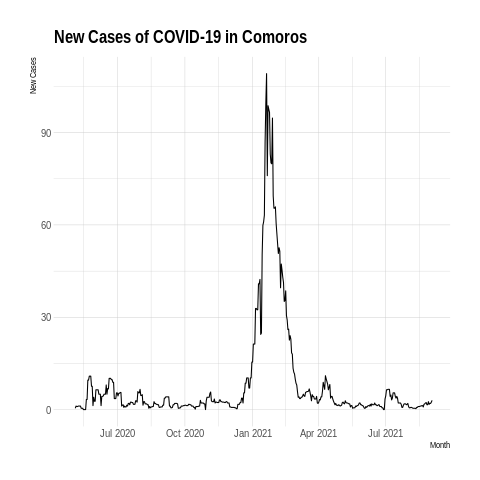 New Cases of COVID-19 in Comoros
New Cases
90
60
30
0
Jul 2020 Oct 2020 Jan 2021 Apr 2021 Jul 2021
Month